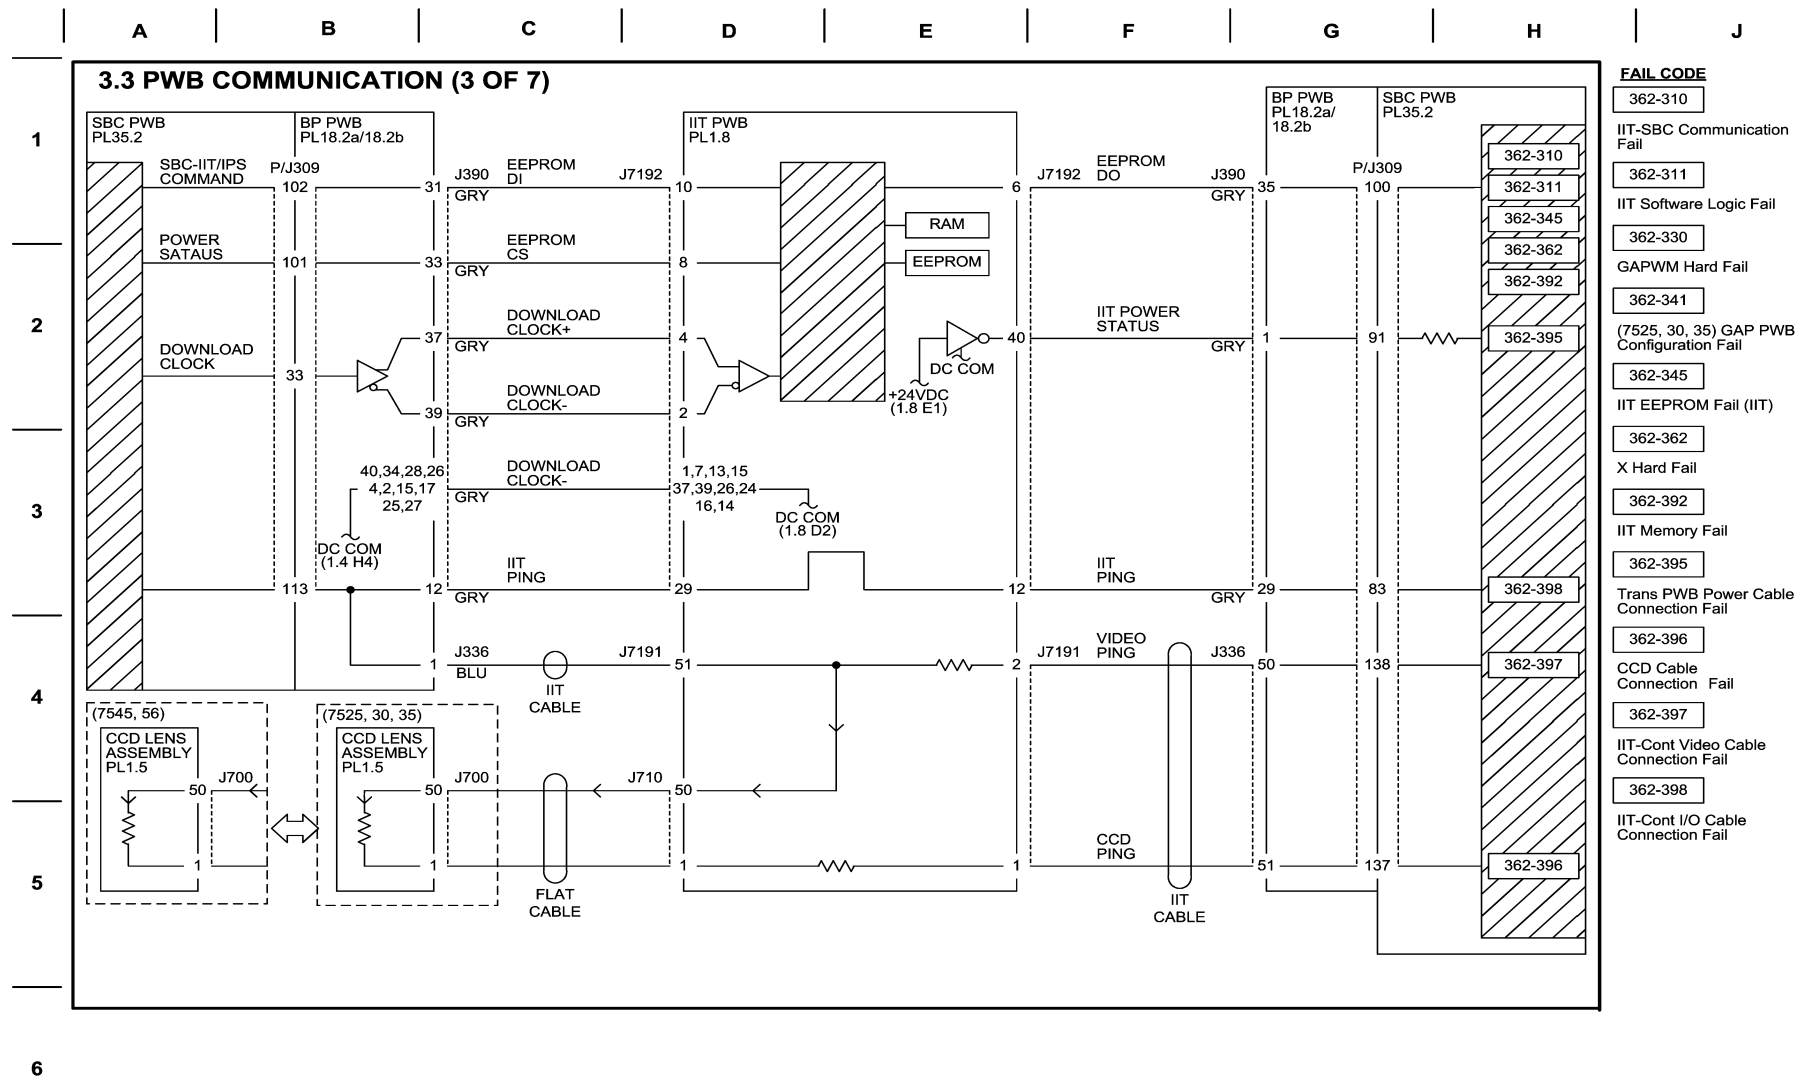 A B C D E F G H J
1
2
3
4
5
6
3.3 PWB COMMUNICATION (3 OF 7)
SBC PWB
PL35.2
BP PWB
PL18.2a/18.2b
IIT PWB
PL1.8
BP PWB
PL18.2a/
18.2b
SBC PWB
PL35.2
SBC-IIT/IPS
COMMAND
P/J309
102
31
J390
GRY
EEPROM
DI
J7192
10
6
J7192
EEPROM
DO
J390
GRY
35
P/J309
100
362-310
362-311
362-345
362-362
362-392
RAM
EEPROM
POWER
SATAUS
101
33
GRY
EEPROM
CS
8
DOWNLOAD
CLOCK
33
37
GRY
DOWNLOAD
CLOCK+
4
39
GRY
DOWNLOAD
CLOCK-
2
DC COM
+24VDC
(1.8 E1)
40
IIT POWER
STATUS
GRY
1
91
362-395
40,34,28,26
4,2,15,17
25,27
GRY
DOWNLOAD
CLOCK-
1,7,13,15
37,39,26,24
16,14
DC COM
(1.8 D2)
DC COM
(1.4 H4)
113
12
GRY
IIT
PING
29
12
IIT
PING
GRY
29
83
362-398
1
J336
BLU
IIT
CABLE
J7191
51
2
J7191
VIDEO
PING
J336
50
138
362-397
(7545, 56)
CCD LENS
ASSEMBLY
PL1.5
50
J700
1
(7525, 30, 35)
CCD LENS
ASSEMBLY
PL1.5
50
J700
1
FLAT
CABLE
J710
50
1
1
CCD
PING
IIT
CABLE
51
137
362-396
FAIL CODE
362-310
IIT-SBC Communication
Fail
362-311
IIT Software Logic Fail
362-330
GAPWM Hard Fail
362-341
(7525, 30, 35) GAP PWB
Configuration Fail
362-345
IIT EEPROM Fail (IIT)
362-362
X Hard Fail
362-392
IIT Memory Fail
362-395
Trans PWB Power Cable
Connection Fail
362-396
CCD Cable
Connection Fail
362-397
IIT-Cont Video Cable
Connection Fail
362-398
IIT-Cont I/O Cable
Connection Fail